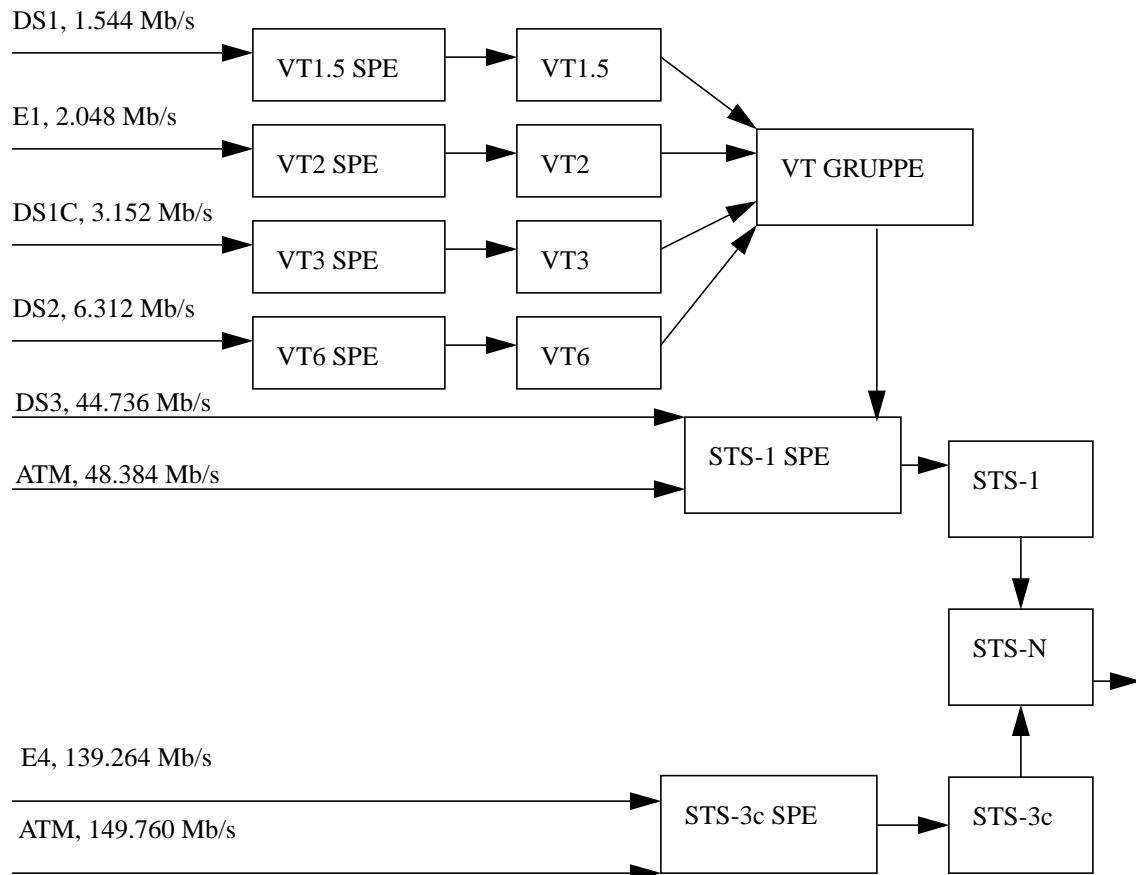 DS1, 1.544 Mb/s
VT1.5 SPE
VT1.5
E1, 2.048 Mb/s
VT2 SPE
VT2
VT GRUPPE
DS1C, 3.152 Mb/s
VT3 SPE
VT3
DS2, 6.312 Mb/s
VT6 SPE
VT6
DS3, 44.736 Mb/s
STS-1 SPE
ATM, 48.384 Mb/s
STS-1
STS-N
E4, 139.264 Mb/s
STS-3c SPE
STS-3c
ATM, 149.760 Mb/s